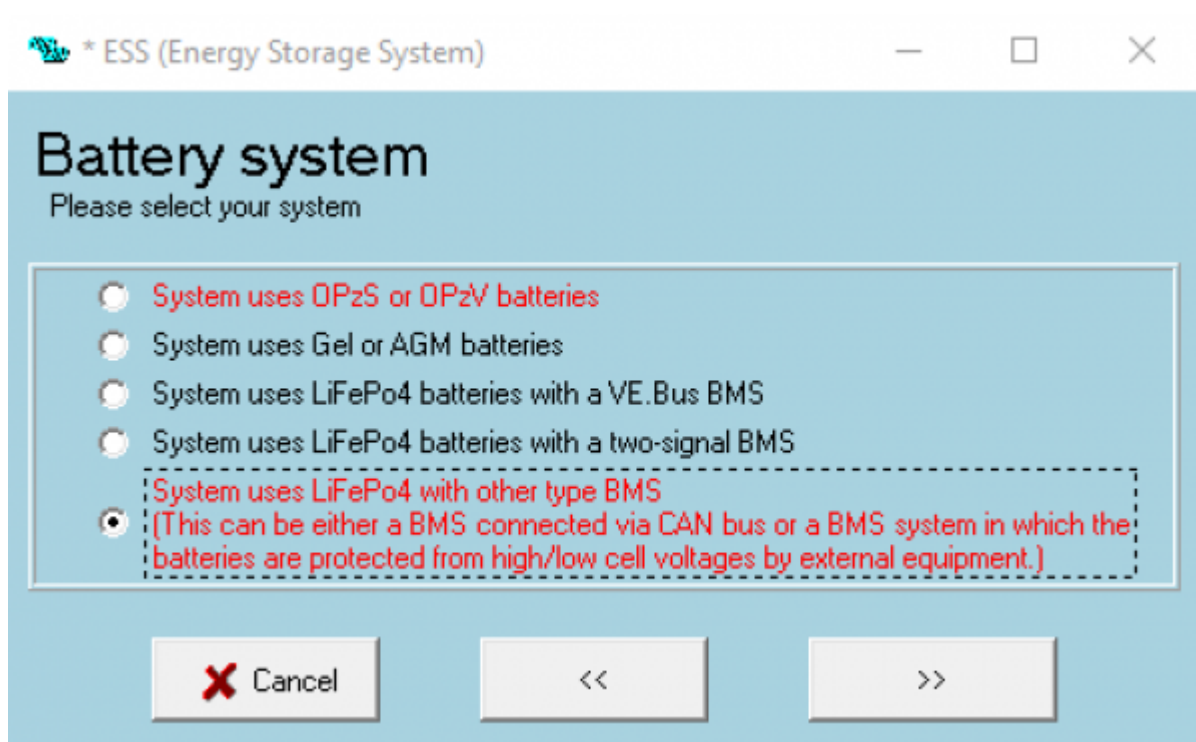 * ESS (Energy Storage System)
Battery system
Please select your system
System uses OPzS or OPzV batteries
System uses Gel or AGM batteries
System uses LiFePo4 batteries with a VE.Bus BMS
System uses LiFePo4 batteries with a two-signal BMS
System uses LiFePo4 with other type BMS
(This can be either a BMS connected via CAN bus or a BMS system in which the
batteries are protected from high/low cell voltages by external equipment.)
Cancel
<<
>>